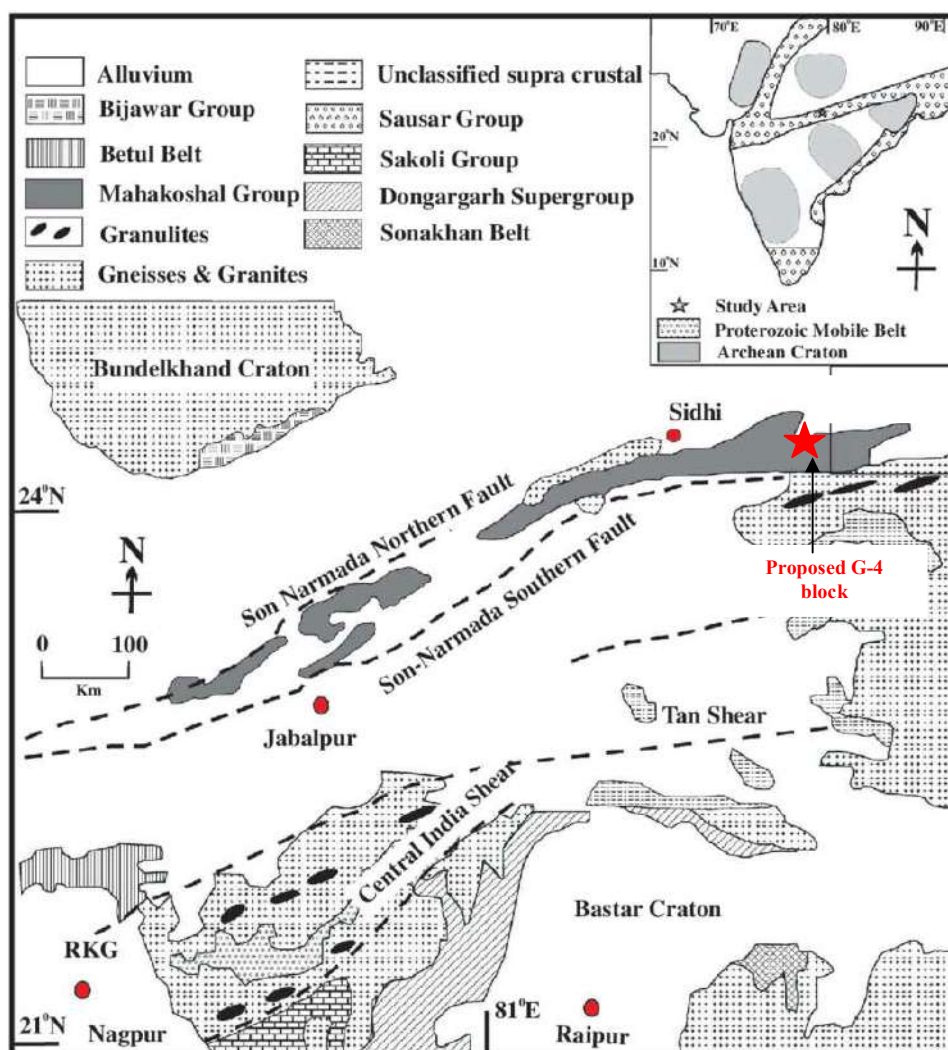 Alluvium
Bijawar Group
Betul Belt
Mahakoshal Group
Granulites
Gneisses & Granites
Unclassified supra crustal
Sausar Group
Sakoli Group
Dongargarh Supergroup
Sonakhan Belt
70°E
80°E
90°E
20°N
10°N
N
Study Area
Proterozoic Mobile Belt
Archean Craton
Bundelkhand Craton
Sidhi
24°N
Son Narmada Northern Fault
N
Proposed G-4
block
0 100
Km
Son-Narmada Southern Fault
Jabalpur
Tan Shear
Central India Shear
Bastar Craton
RKG
21°N
Nagpur
81°E
Raipur